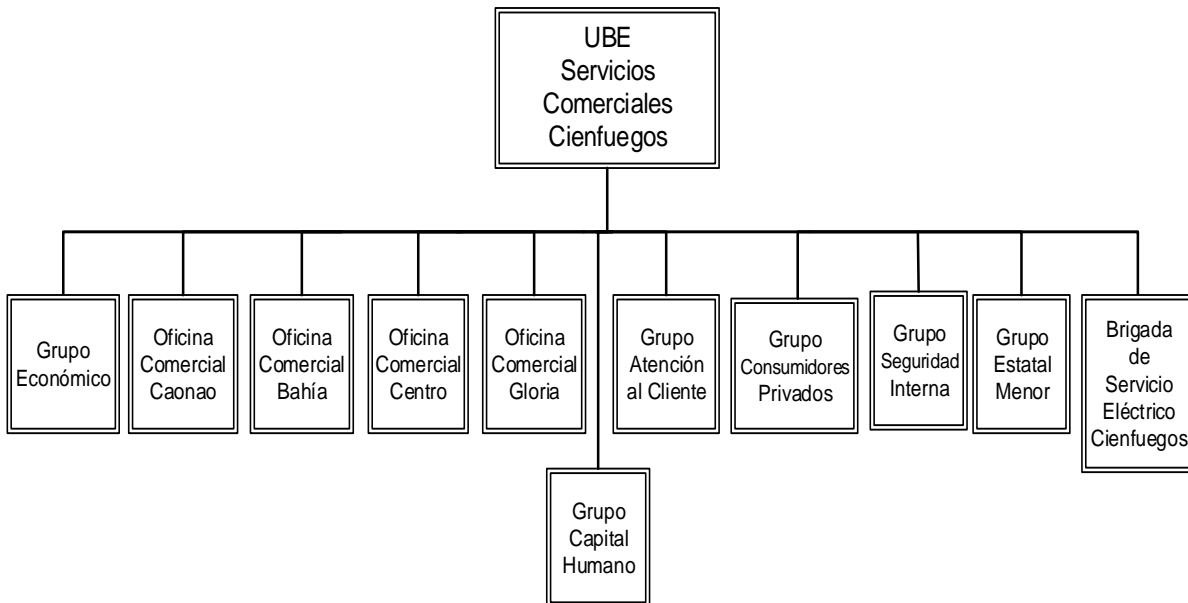 UBE
Servicios
Comerciales
Cienfuegos
Grupo
Económico
Oficina
Comercial
Caonao
Oficina
Comercial
Bahía
Oficina
Comercial
Centro
Oficina
Comercial
Gloria
Grupo
Atención
al Cliente
Grupo
Consumidores
Privados
Grupo
Seguridad
Interna
Grupo
Estatal
Menor
Brigada
de
Servicio
Eléctrico
Cienfuegos
Grupo
Capital
Humano